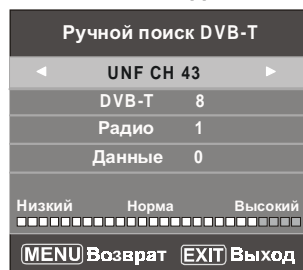 Ручной поиск DVB-T
UNF CH 43
DVB-T 8
Радио 1
Данные 0
Низкий Норма Высокий
MENU Возврат EXIT Выход